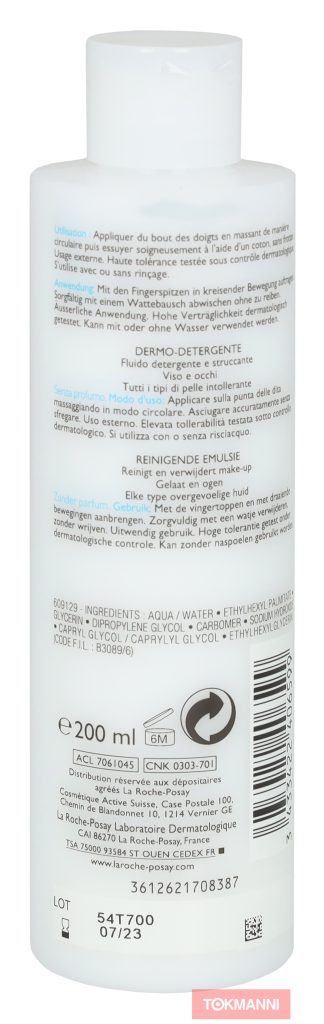 Utilisation : Appliquer du bout des doigts en massant de manière
circulaire puis essuyer soigneusement à l'aide d'un coton, sans frotter.
Usage externe. Haute tolérance testée sous contrôle dermatologique.
S'utilise avec ou sans rinçage.
Anwendung: Mit den Fingerspitzen in kreisender Bewegung auftragen.
Sorgfältig mit einem Wattebausch abwischen ohne zu reiben.
Äusserliche Anwendung. Hohe Verträglichkeit dermatologisch
getestet. Kann mit oder ohne Wasser verwendet werden.
DERMO-DETERGENTE
Fluido detergente e struccante
Viso e occhi
Tutti i tipi di pelle intollerante
Senza profumo. Modo d'uso: Applicare sulla punta delle dita
massaggiando in modo circolare. Asciugare accuratamente senza
sfregare. Uso esterno. Elevata tollerabilità testata sotto controllo
dermatologico. Si utilizza con o senza risciacquo.
REINIGENDE EMULSIE
Reinigt en verwijdert make-up
Gelaat en ogen
Elke type overgevoelige huid
Zonder parfum. Gebruik: Met de vingertoppen en met draaiende
bewegingen aanbrengen. Zorgvuldig met een watje verwijderen,
zonder wrijven. Uitwendig gebruik. Hoge tolerantie getest onder
dermatologische controle. Kan zonder naspoelen gebruikt worden.
609129 - INGREDIENTS : AQUA / WATER • ETHYLHEXYL PALMITATE •
GLYCERIN • DIPROPYLENE GLYCOL • CARBOMER • SODIUM HYDROXIDE
• CAPRYL GLYCOL / CAPRYLYL GLYCOL • ETHYLHEXYLGLYCERIN
(CODE F.I.L. : B3089/6)
℮ 200 ml 6M
ACL 7061045 CNK 0303-701
Distribution réservée aux dépositaires
agréés La Roche-Posay
Cosmétique Active Suisse, Case Postale 100,
Chemin de Blandonnet 10, 1214 Vernier GE
La Roche-Posay Laboratoire Dermatologique
CAI 86270 La Roche-Posay, France
TSA 75000 93584 ST OUEN CEDEX FR
www.laroche-posay.com
3612621708387
LOT
54T700
07/23
TOKMANNI